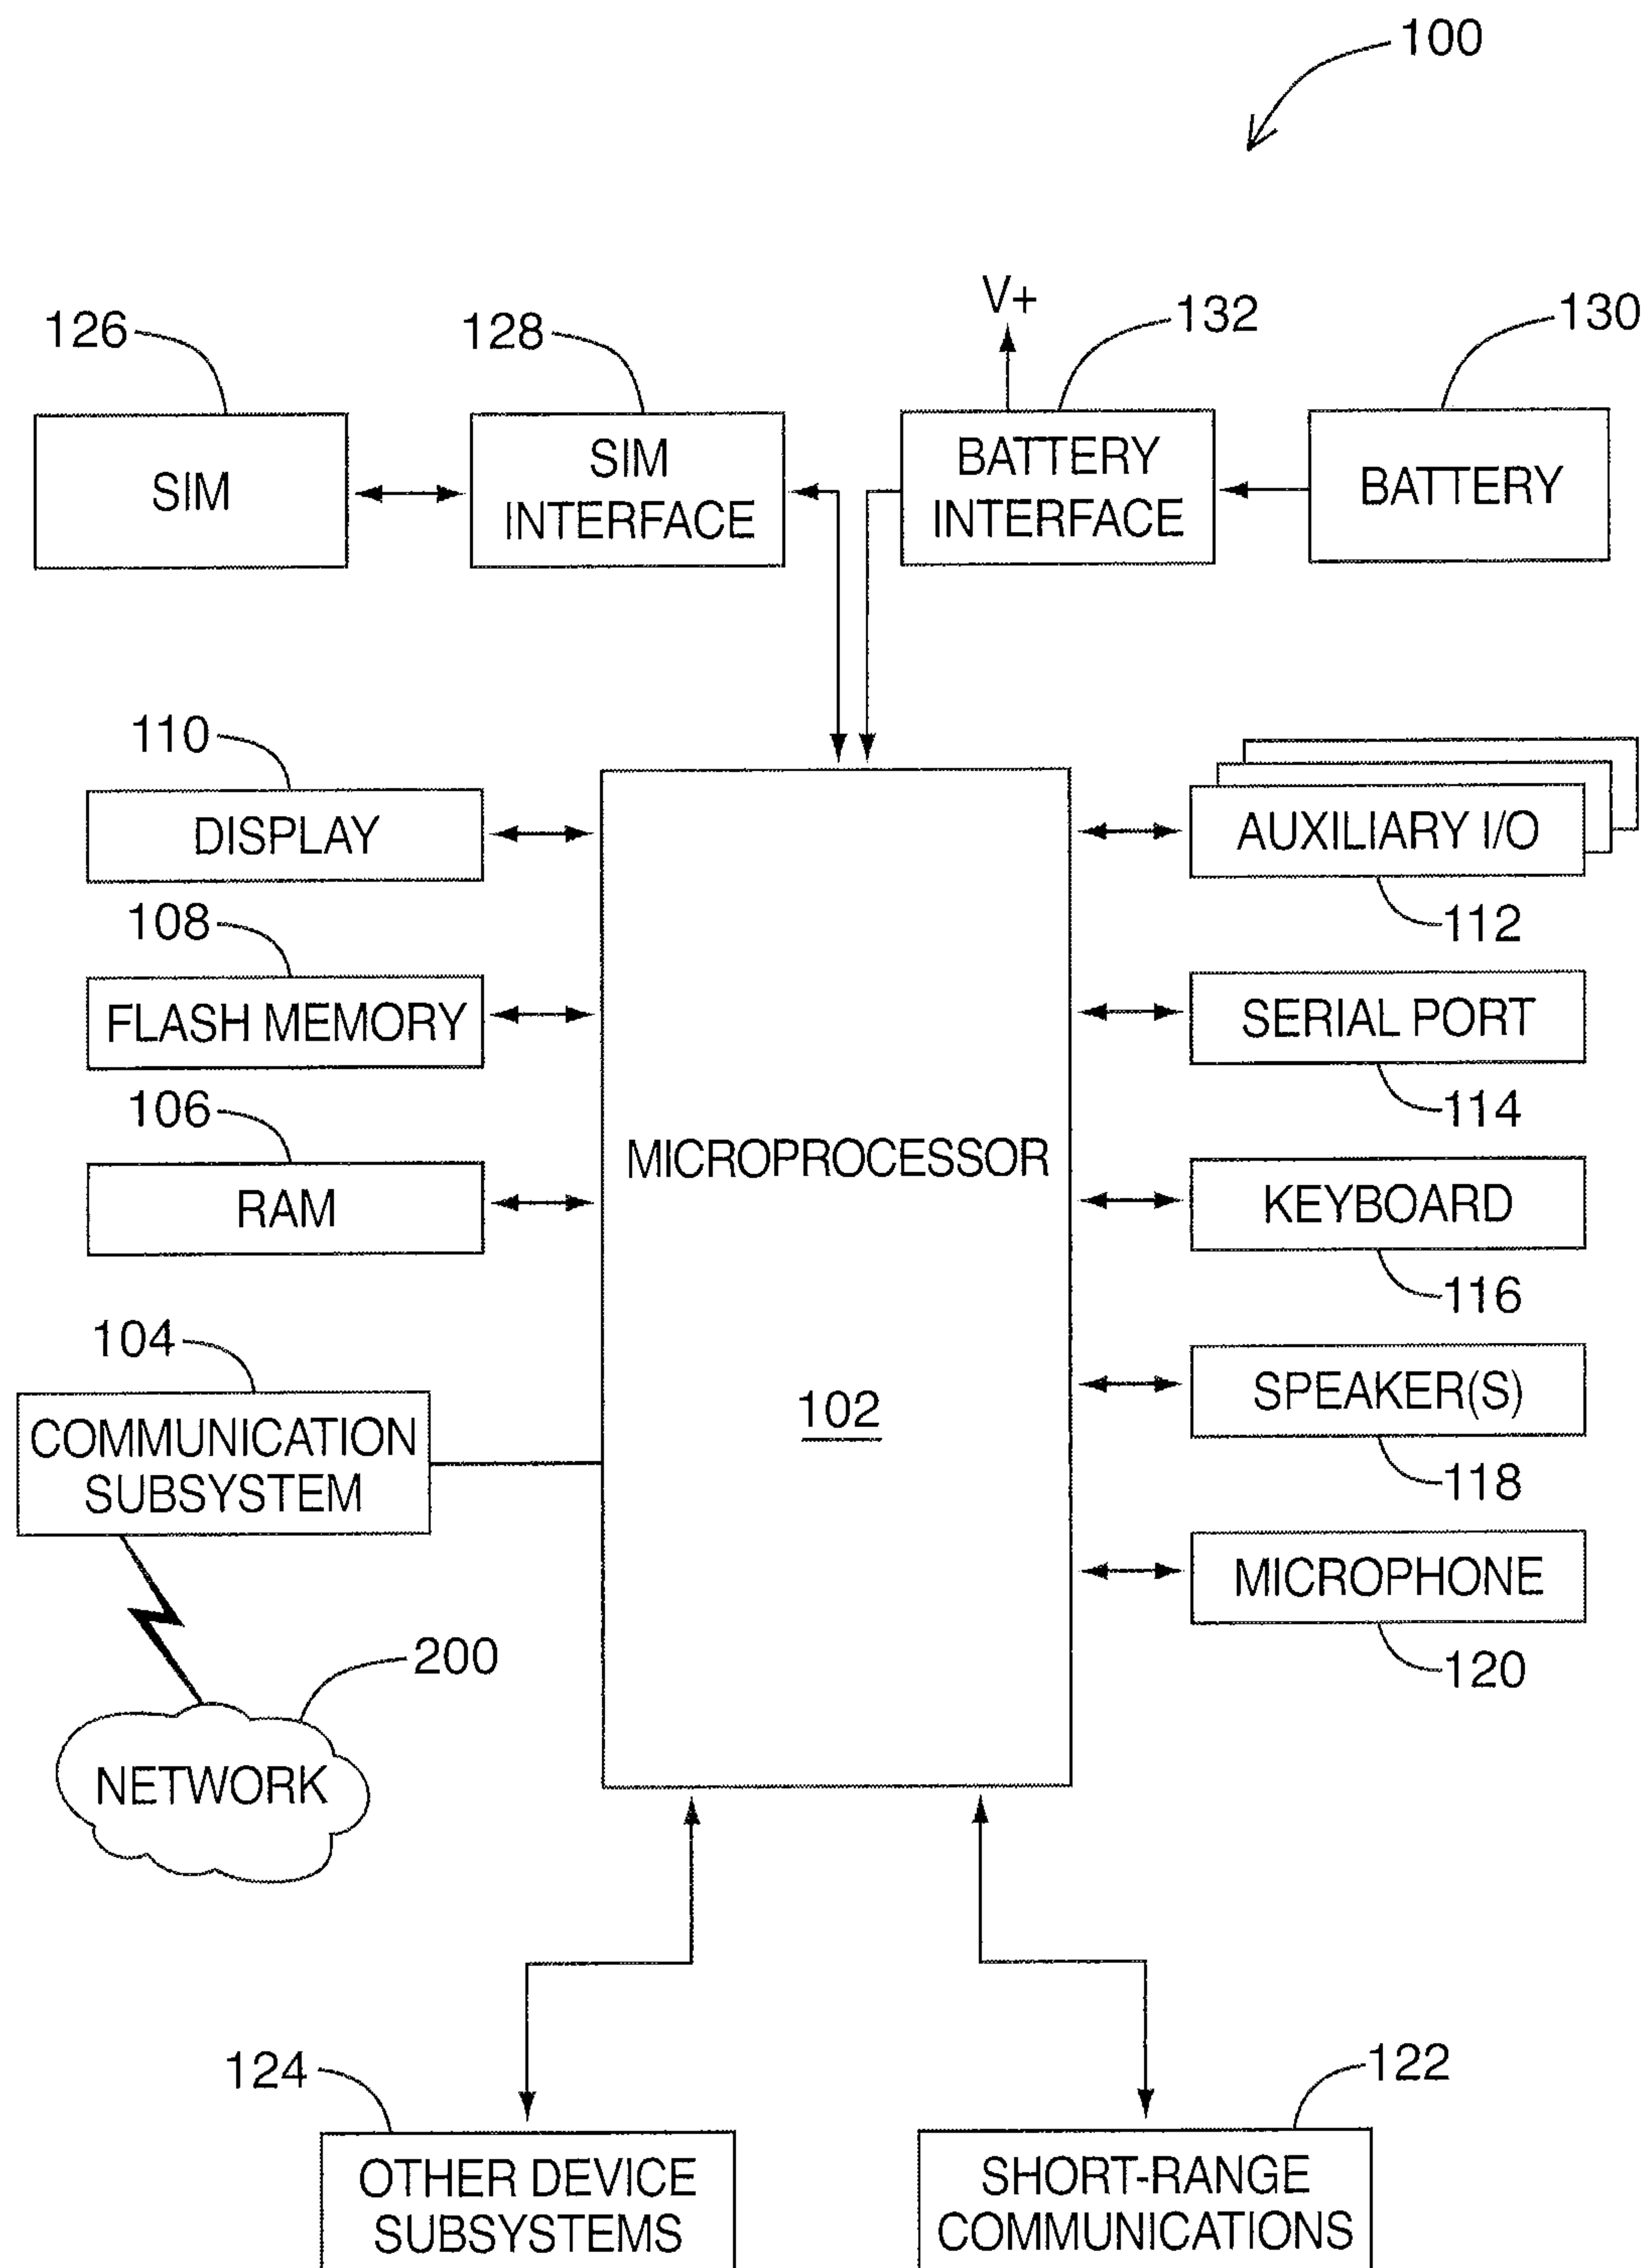 100
V+
126
128
132
130
SIM
SIM
INTERFACE
BATTERY
INTERFACE
BATTERY
110
DISPLAY
AUXILIARY I/O
112
108
FLASH MEMORY
SERIAL PORT
114
106
RAM
MICROPROCESSOR
102
KEYBOARD
116
104
COMMUNICATION
SUBSYSTEM
SPEAKER(S)
118
MICROPHONE
120
200
NETWORK
124
OTHER DEVICE
SUBSYSTEMS
122
SHORT-RANGE
COMMUNICATIONS